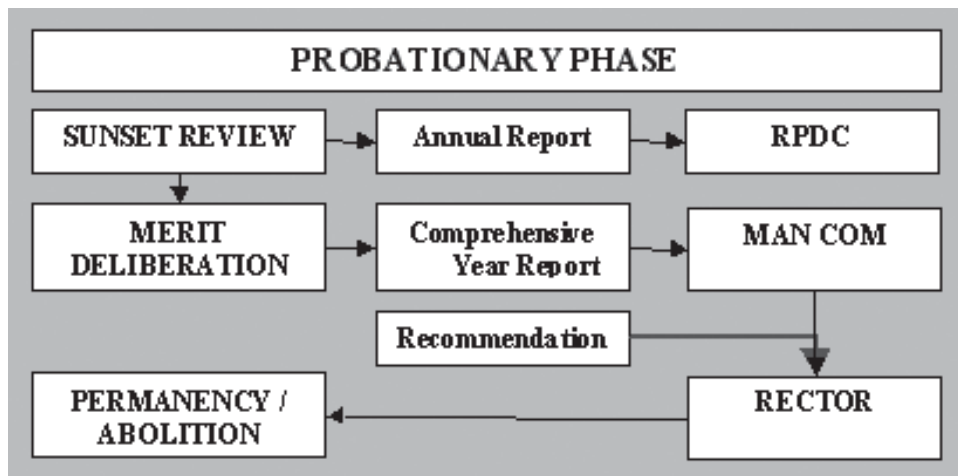 PROBATIONARY PHASE
SUNSET REVIEW
Annual Report
RPDC
MERIT
DELIBERATION
Comprehensive
Year Report
MAN COM
Recommendation
PERMANENCY /
ABOLITION
RECTOR